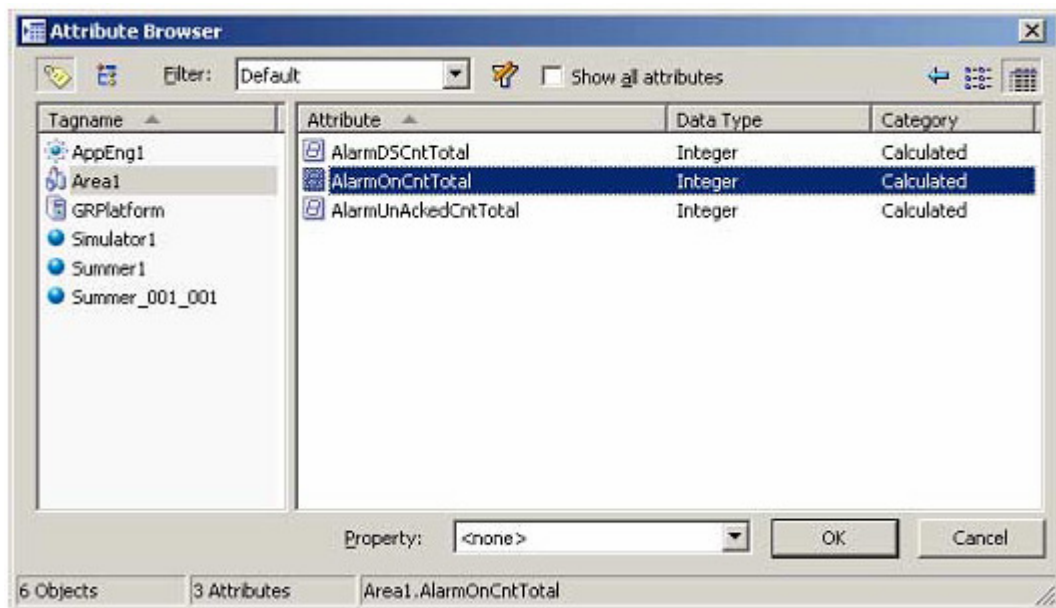 Attribute Browser
Filter: Default Show all attributes
Tagname
AppEng1
Area1
GRPlatform
Simulator1
Summer1
Summer_001_001
Attribute Data Type Category
AlarmDSCntTotal Integer Calculated
AlarmOnCntTotal Integer Calculated
AlarmUnAckedCntTotal Integer Calculated
Property: <none> OK Cancel
6 Objects 3 Attributes Area1.AlarmOnCntTotal